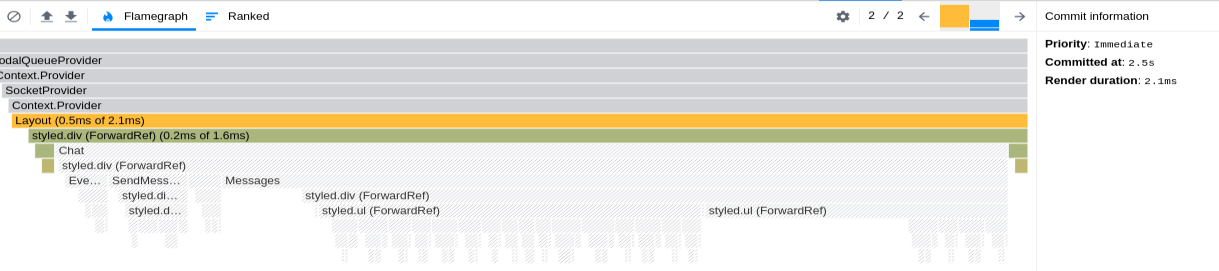 Flamegraph Ranked 2 / 2 Commit information
Priority: Immediate
Committed at: 2.5s
Render duration: 2.1ms
odalQueueProvider
Context.Provider
SocketProvider
Context.Provider
Layout (0.5ms of 2.1ms)
styled.div (ForwardRef) (0.2ms of 1.6ms)
Chat
styled.div (ForwardRef)
Eve… SendMess… Messages
styled.di… styled.div (ForwardRef)
styled.d… styled.ul (ForwardRef) styled.ul (ForwardRef)